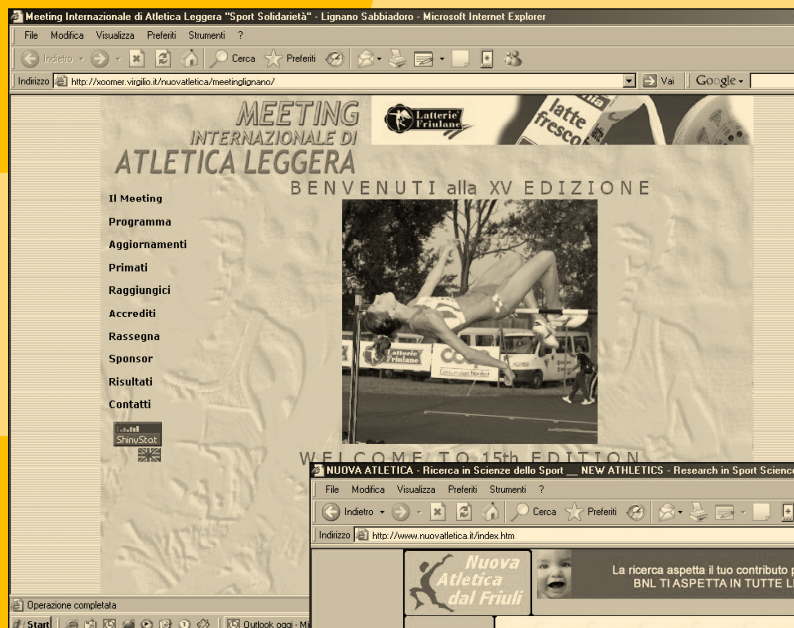 Meeting Internazionale di Atletica Leggera "Sport Solidarietà" - Lignano Sabbiadoro - Microsoft Internet Explorer
File Modifica Visualizza Preferiti Strumenti ?
Indietro Cerca Preferiti
Indirizzo http://xoomer.virgilio.it/nuovatletica/meetinglignano/ Vai Google
MEETING
INTERNAZIONALE DI
ATLETICA LEGGERA
Latterie
Friulane
latte
fresco
BENVENUTI alla XV EDIZIONE
Il Meeting
Programma
Aggiornamenti
Primati
Raggiungici
Accrediti
Rassegna
Sponsor
Risultati
Contatti
ShinyStat
Latterie
Friulane
coop
Consumatori Nordest
WELCOME TO 15th EDITION
NUOVA ATLETICA - Ricerca in Scienze dello Sport __ NEW ATHLETICS - Research in Sport Science
File Modifica Visualizza Preferiti Strumenti ?
Indietro Cerca Preferiti
Indirizzo http://www.nuovatletica.it/index.htm
Nuova
Atletica
dal Friuli
La ricerca aspetta il tuo contributo
BNL TI ASPETTA IN TUTTE
Operazione completata
Start Outlook oggi - Mi